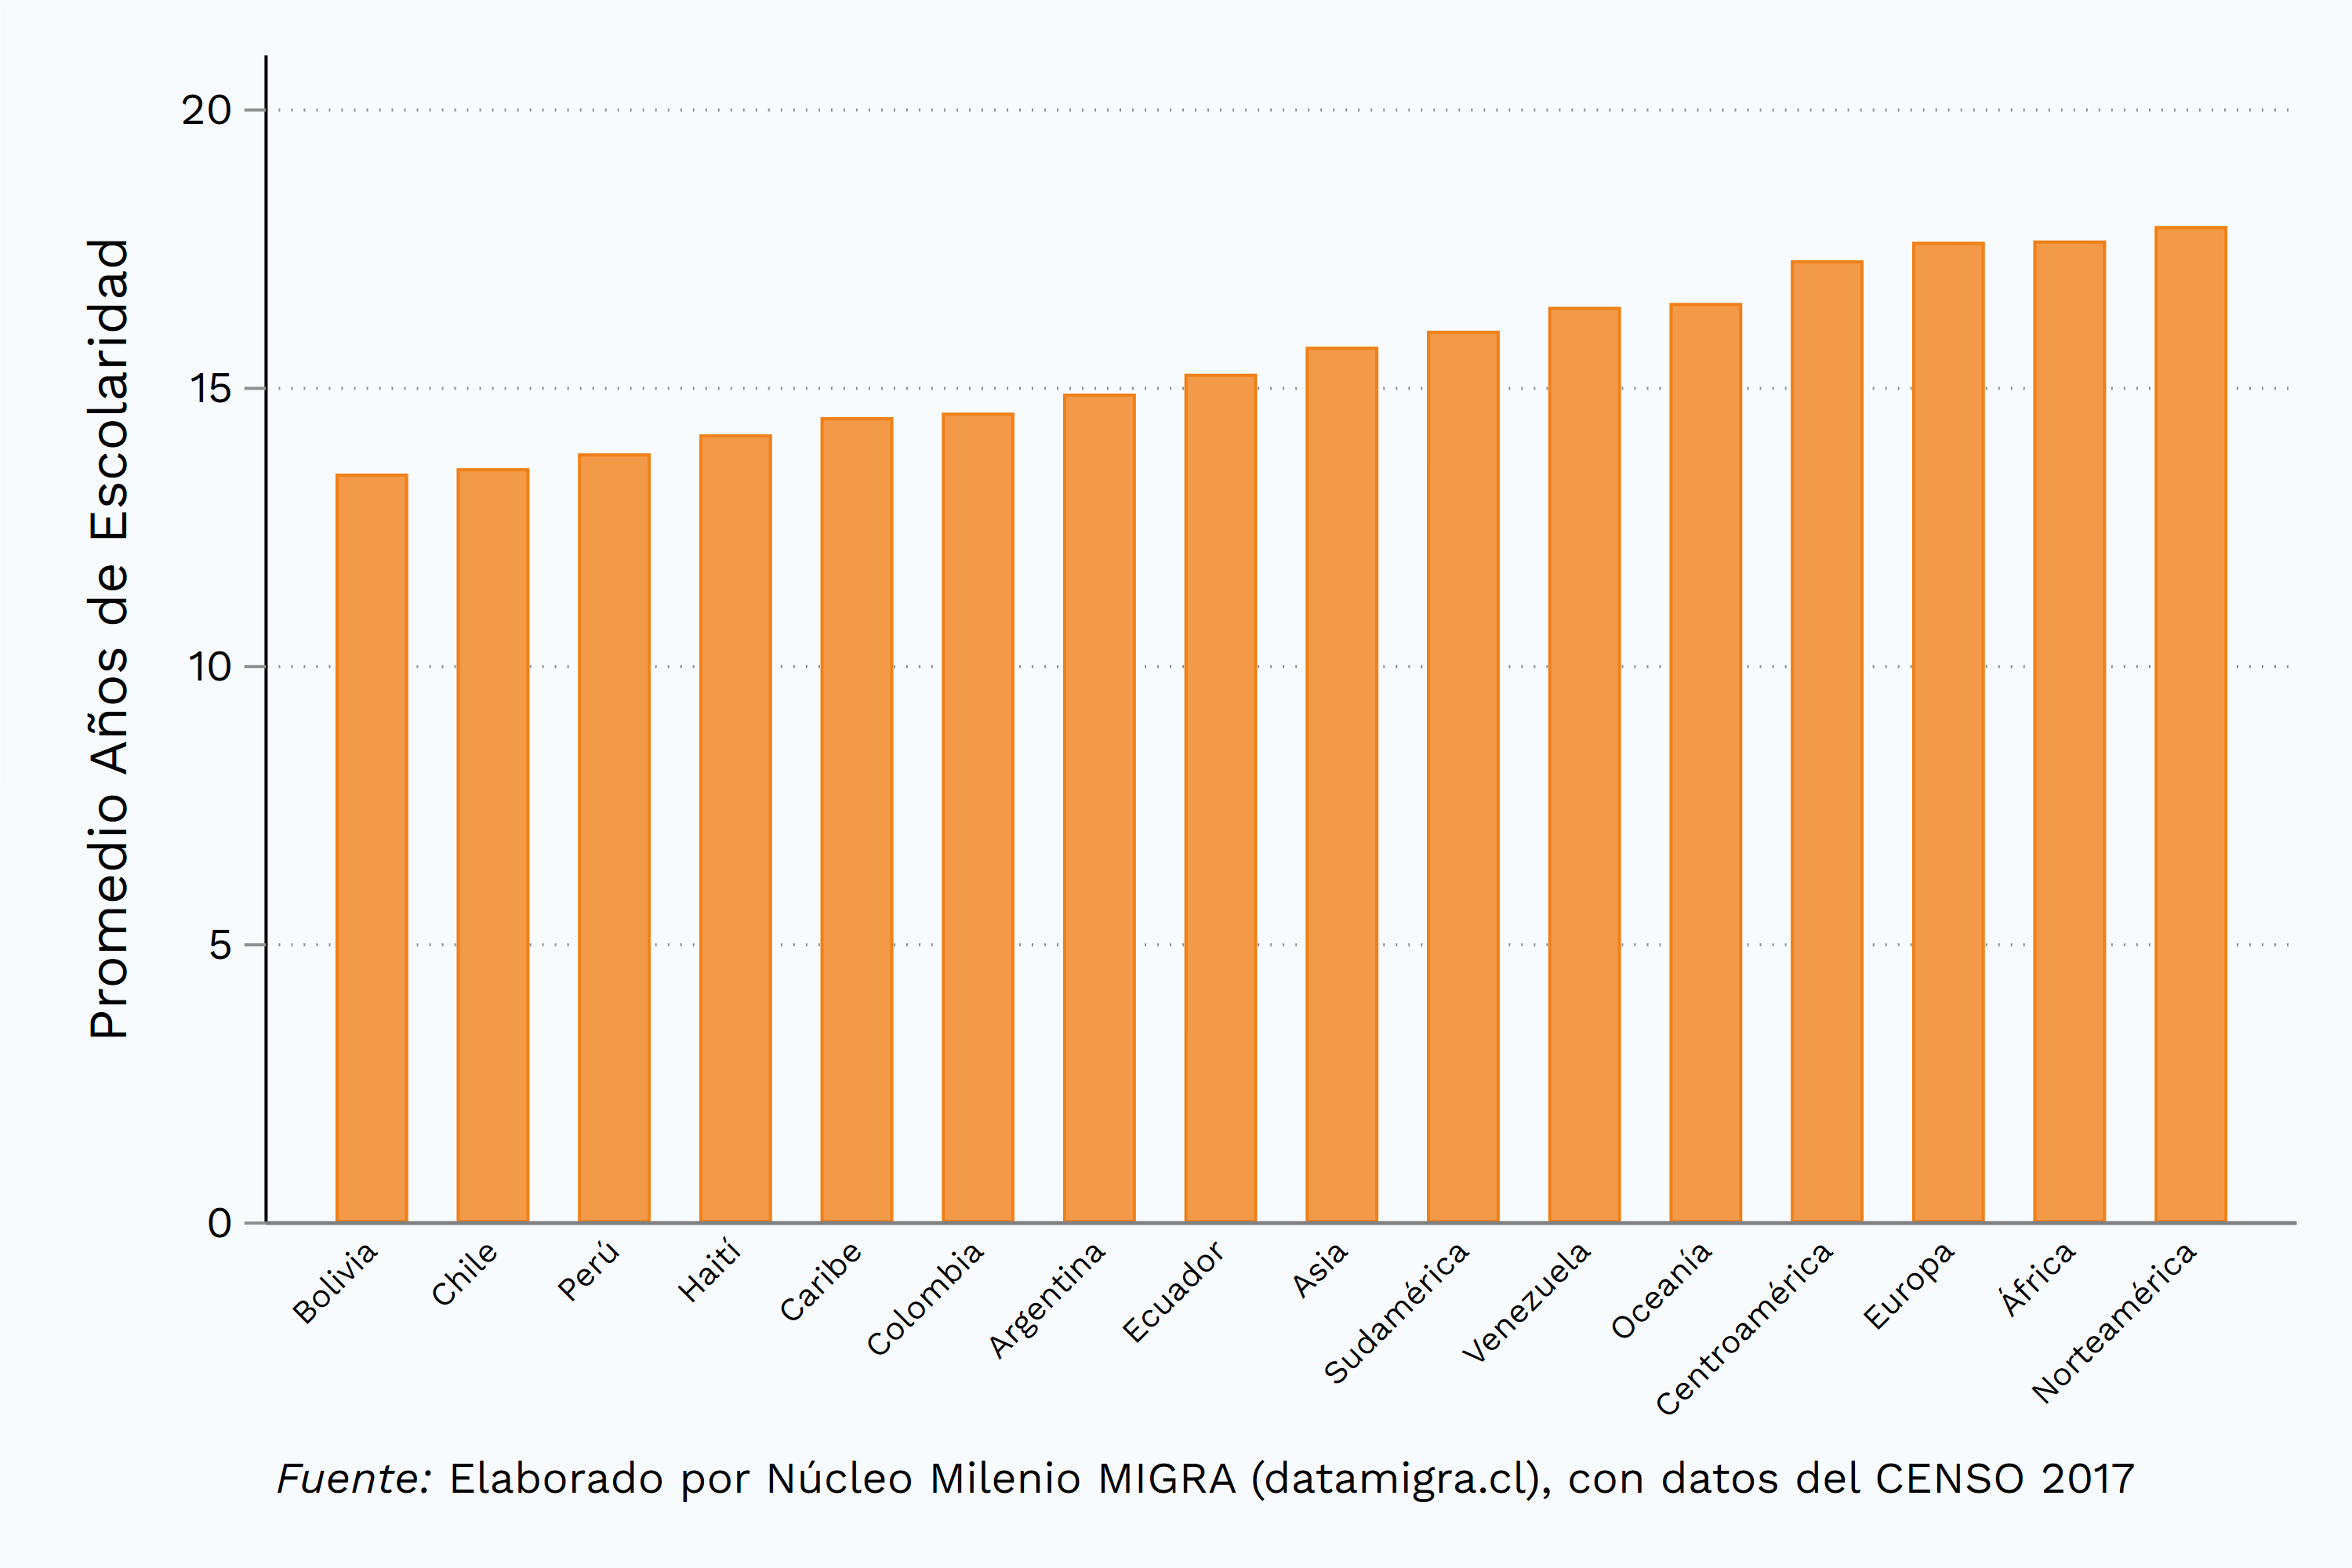 Promedio Años de Escolaridad
20
15
10
5
0
Bolivia
Chile
Perú
Haití
Caribe
Colombia
Argentina
Ecuador
Asia
Sudamérica
Venezuela
Oceanía
Centroamérica
Europa
África
Norteamérica
Fuente: Elaborado por Núcleo Milenio MIGRA (datamigra.cl), con datos del CENSO 2017